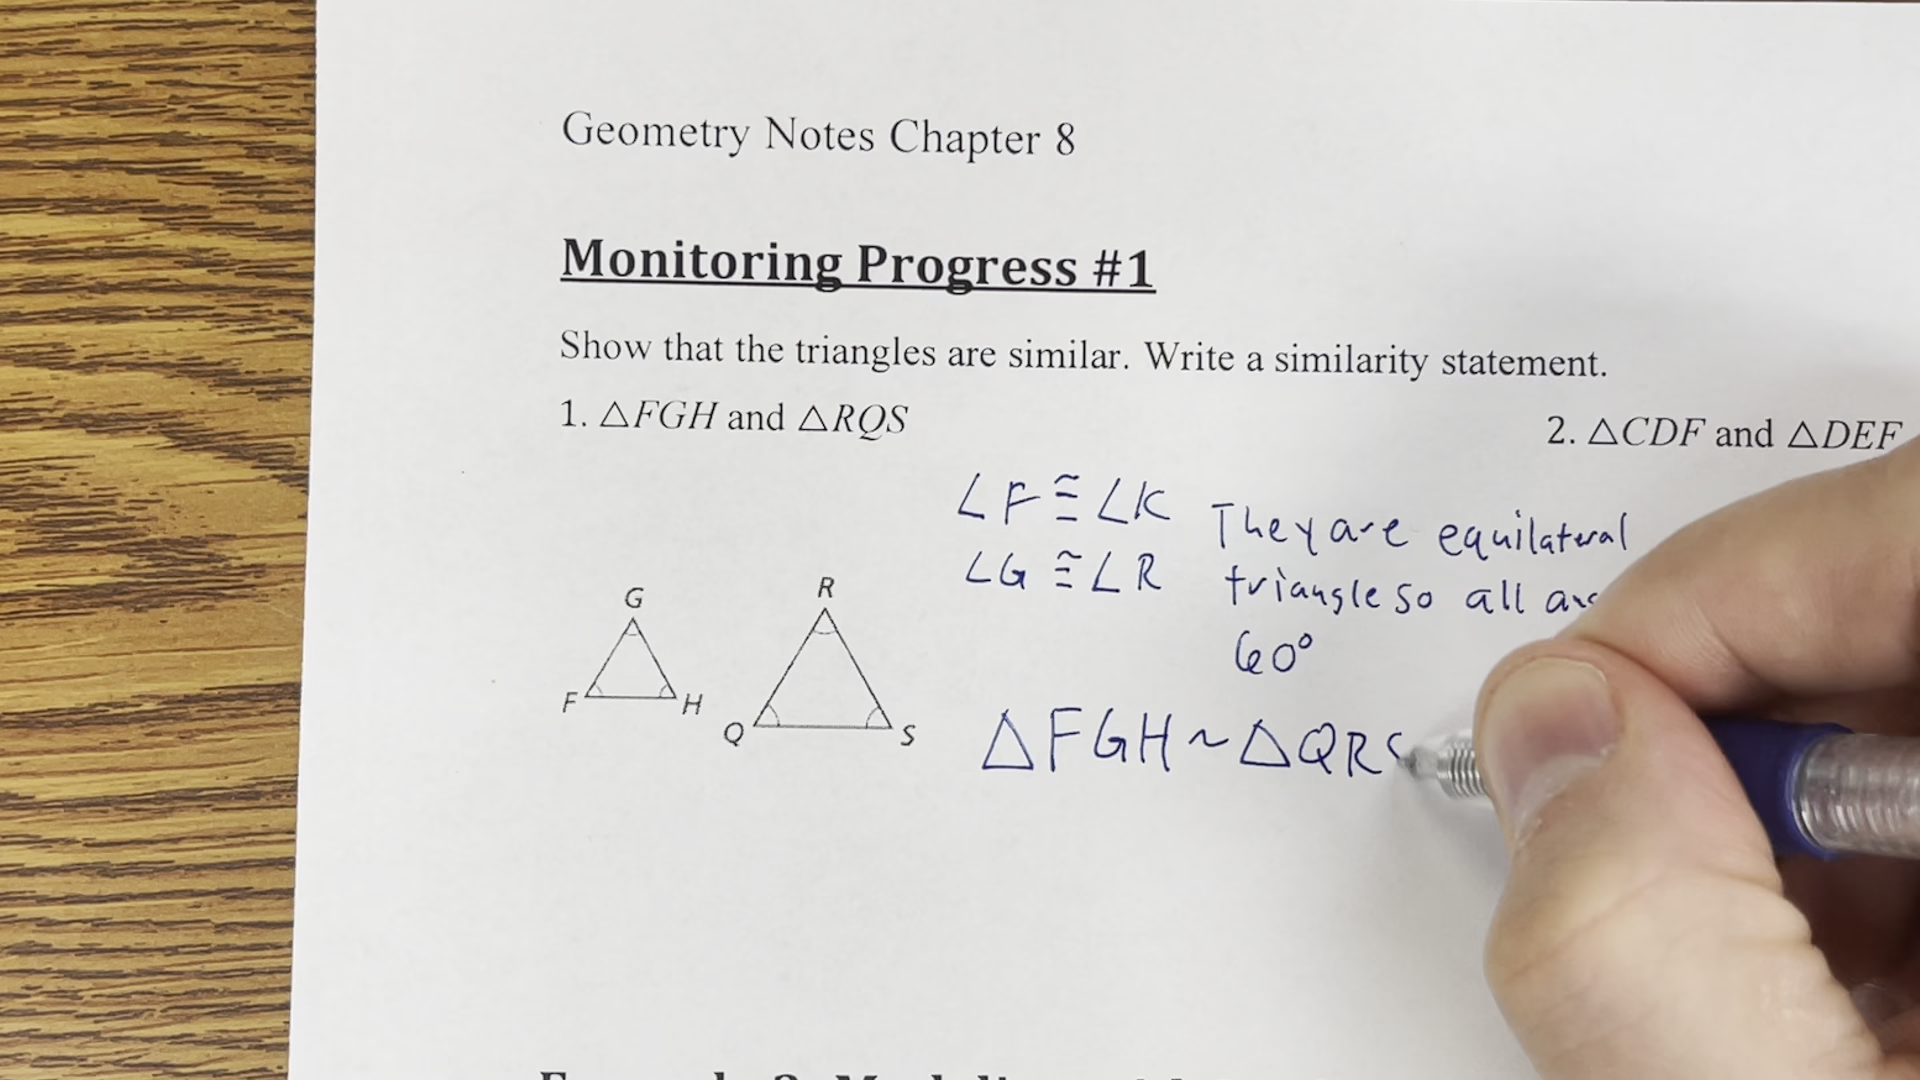 Geometry Notes Chapter 8
Monitoring Progress #1
Show that the triangles are similar. Write a similarity statement.
1. △FGH and △RQS
2. △CDF and △DEF
∠F ≅ ∠K
∠G ≅ ∠R
They are equilateral
triangle so all
60°
G
F
H
R
Q
S
△FGH ~ △QRS